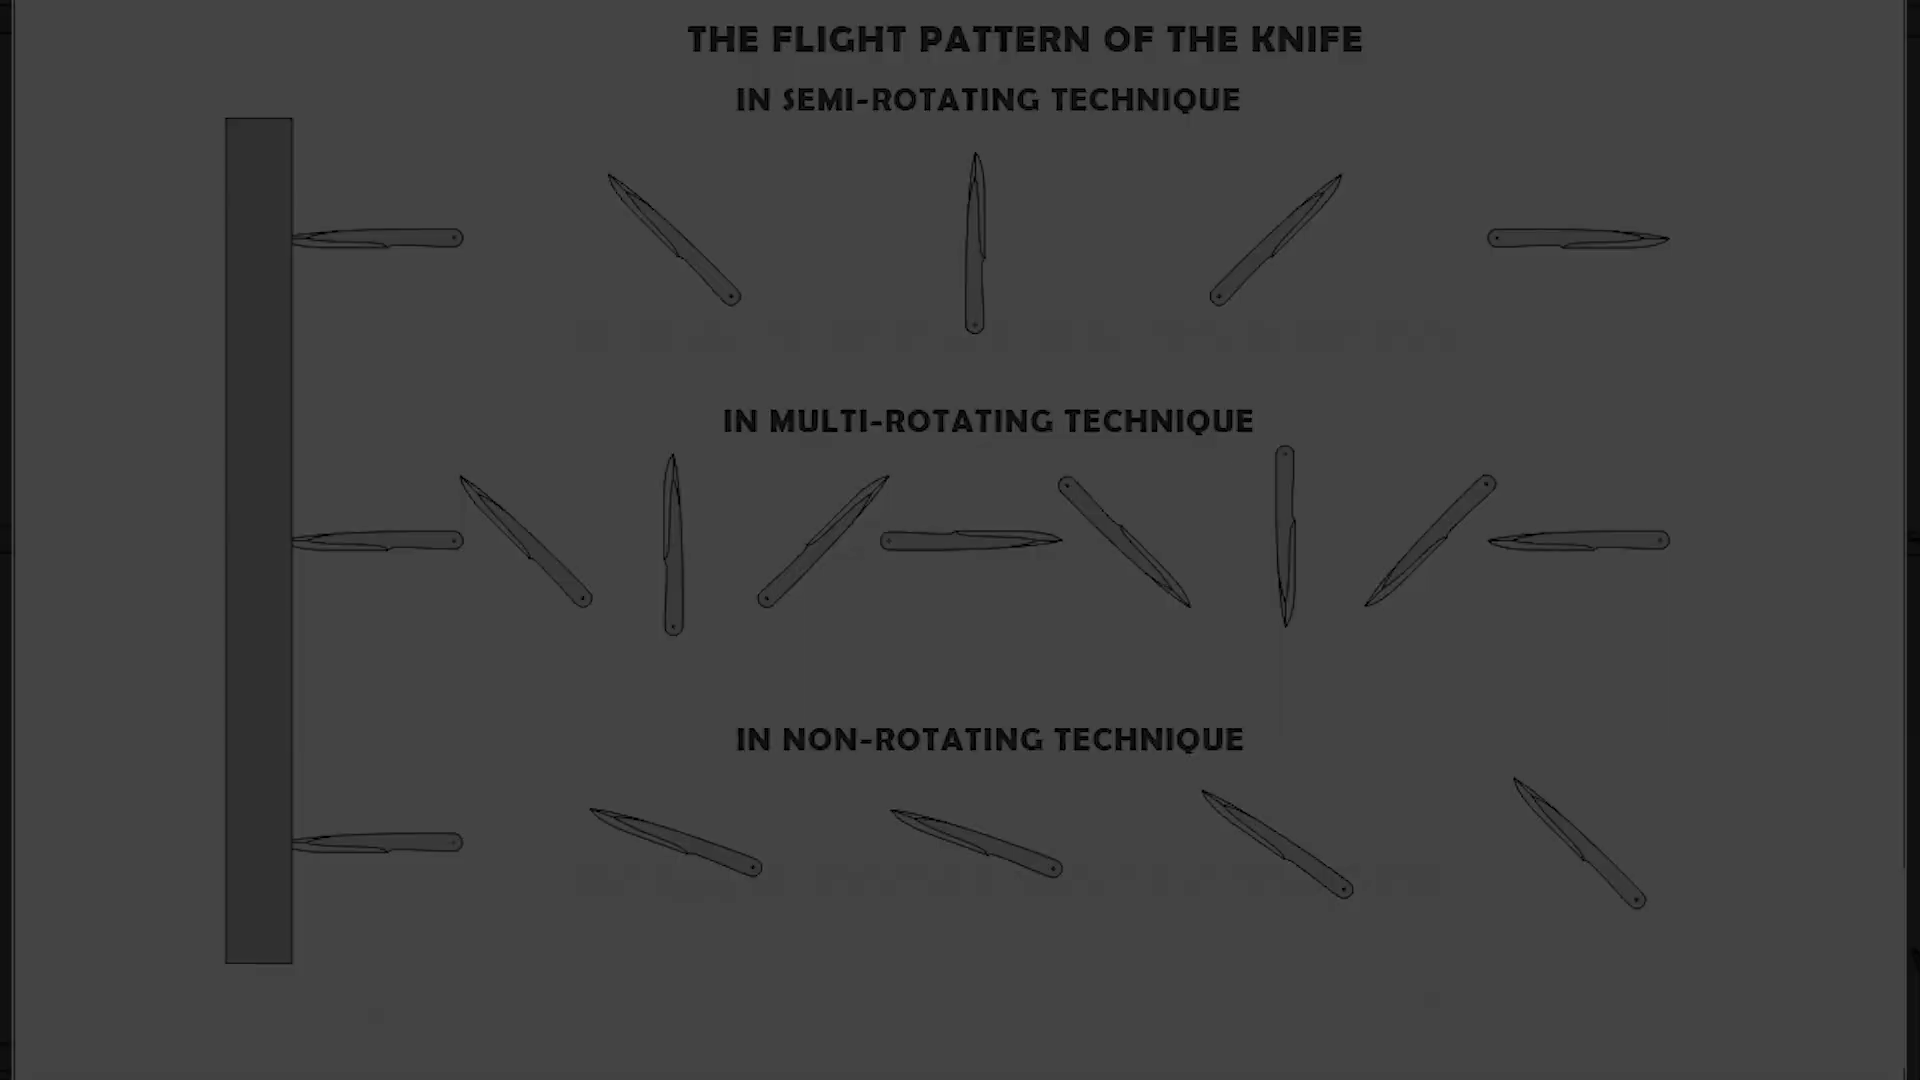 THE FLIGHT PATTERN OF THE KNIFE
IN SEMI-ROTATING TECHNIQUE
IN MULTI-ROTATING TECHNIQUE
IN NON-ROTATING TECHNIQUE